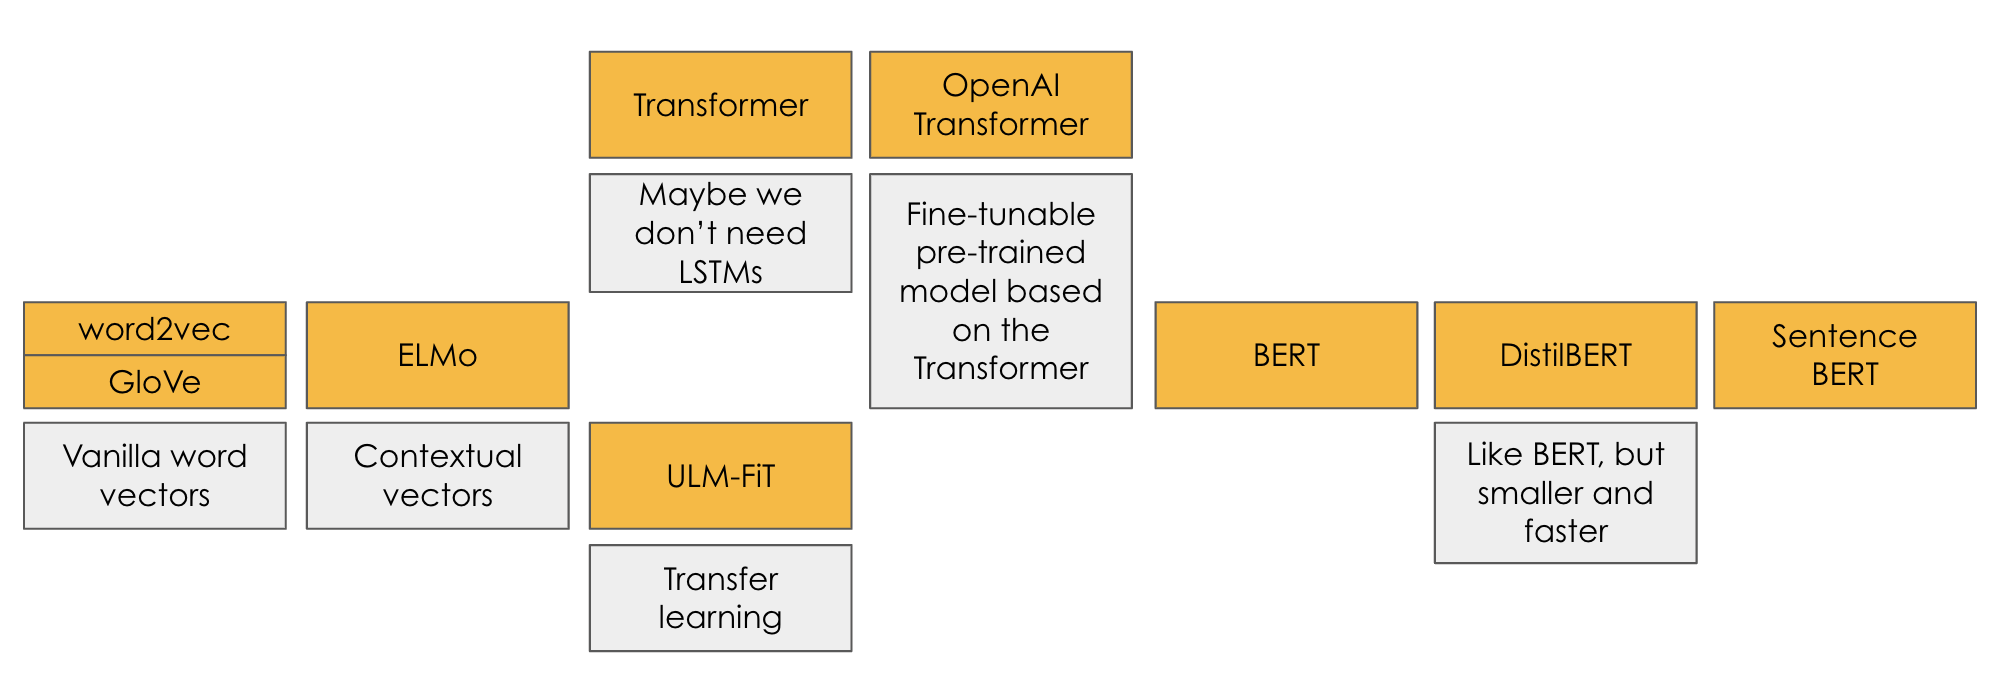 word2vec
GloVe
Vanilla word
vectors
ELMo
Contextual
vectors
Transformer
Maybe we
don’t need
LSTMs
ULM-FiT
Transfer
learning
OpenAI
Transformer
Fine-tunable
pre-trained
model based
on the
Transformer
BERT
DistilBERT
Like BERT, but
smaller and
faster
Sentence
BERT